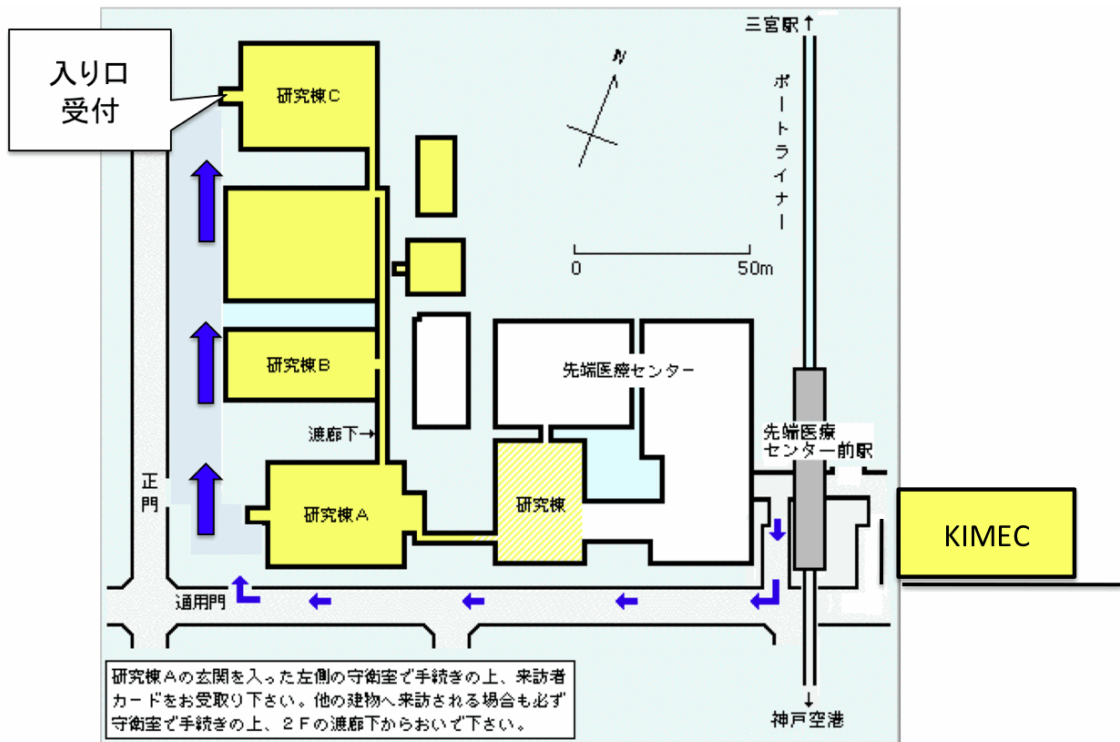 三宮駅↑
入り口
受付
研究棟C
N
ポートライナー
0
50m
研究棟B
先端医療センター
渡廊下→
先端医療
センター前駅
正門
研究棟A
研究棟
KIMEC
通用門
研究棟Aの玄関を入った左側の守衛室で手続きの上、来訪者
カードをお受取り下さい。他の建物へ来訪される場合も必ず
守衛室で手続きの上、2Fの渡廊下からおいで下さい。
↓
神戸空港